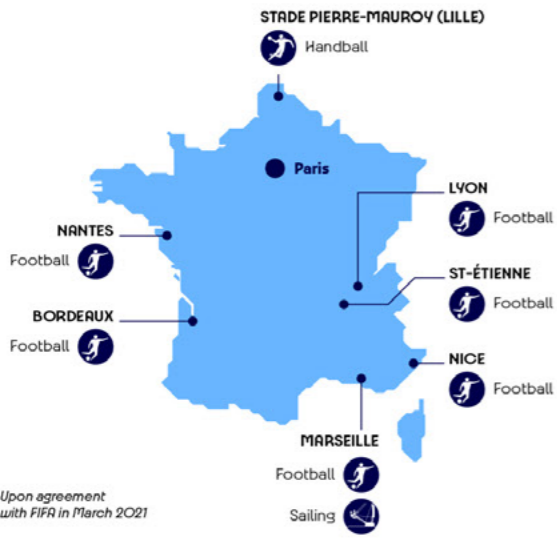 STADE PIERRE-MAUROY (LILLE)
Handball
Paris
LYON
Football
NANTES
Football
ST-ÉTIENNE
Football
BORDEAUX
Football
NICE
Football
MARSEILLE
Football
Sailing
Upon agreement
with FIFA in March 2021